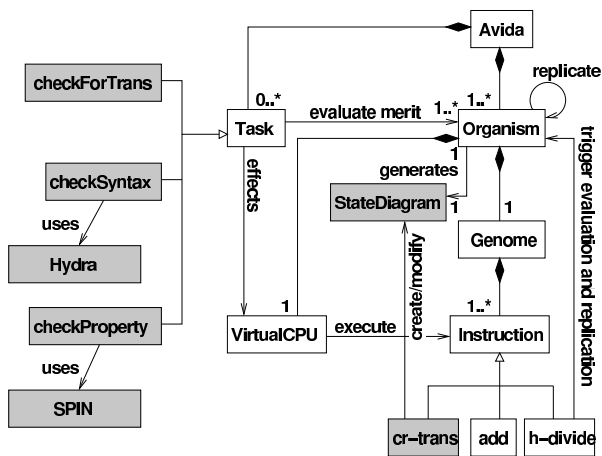 Avida
replicate
checkForTrans
0..*
1..*
1..*
Task
evaluate merit
Organism
1
generates
checkSyntax
effects
StateDiagram
1
1
uses
Genome
Hydra
trigger evaluation and replication
create/modify
checkProperty
1
1..*
VirtualCPU
execute
Instruction
uses
SPIN
cr-trans
add
h-divide